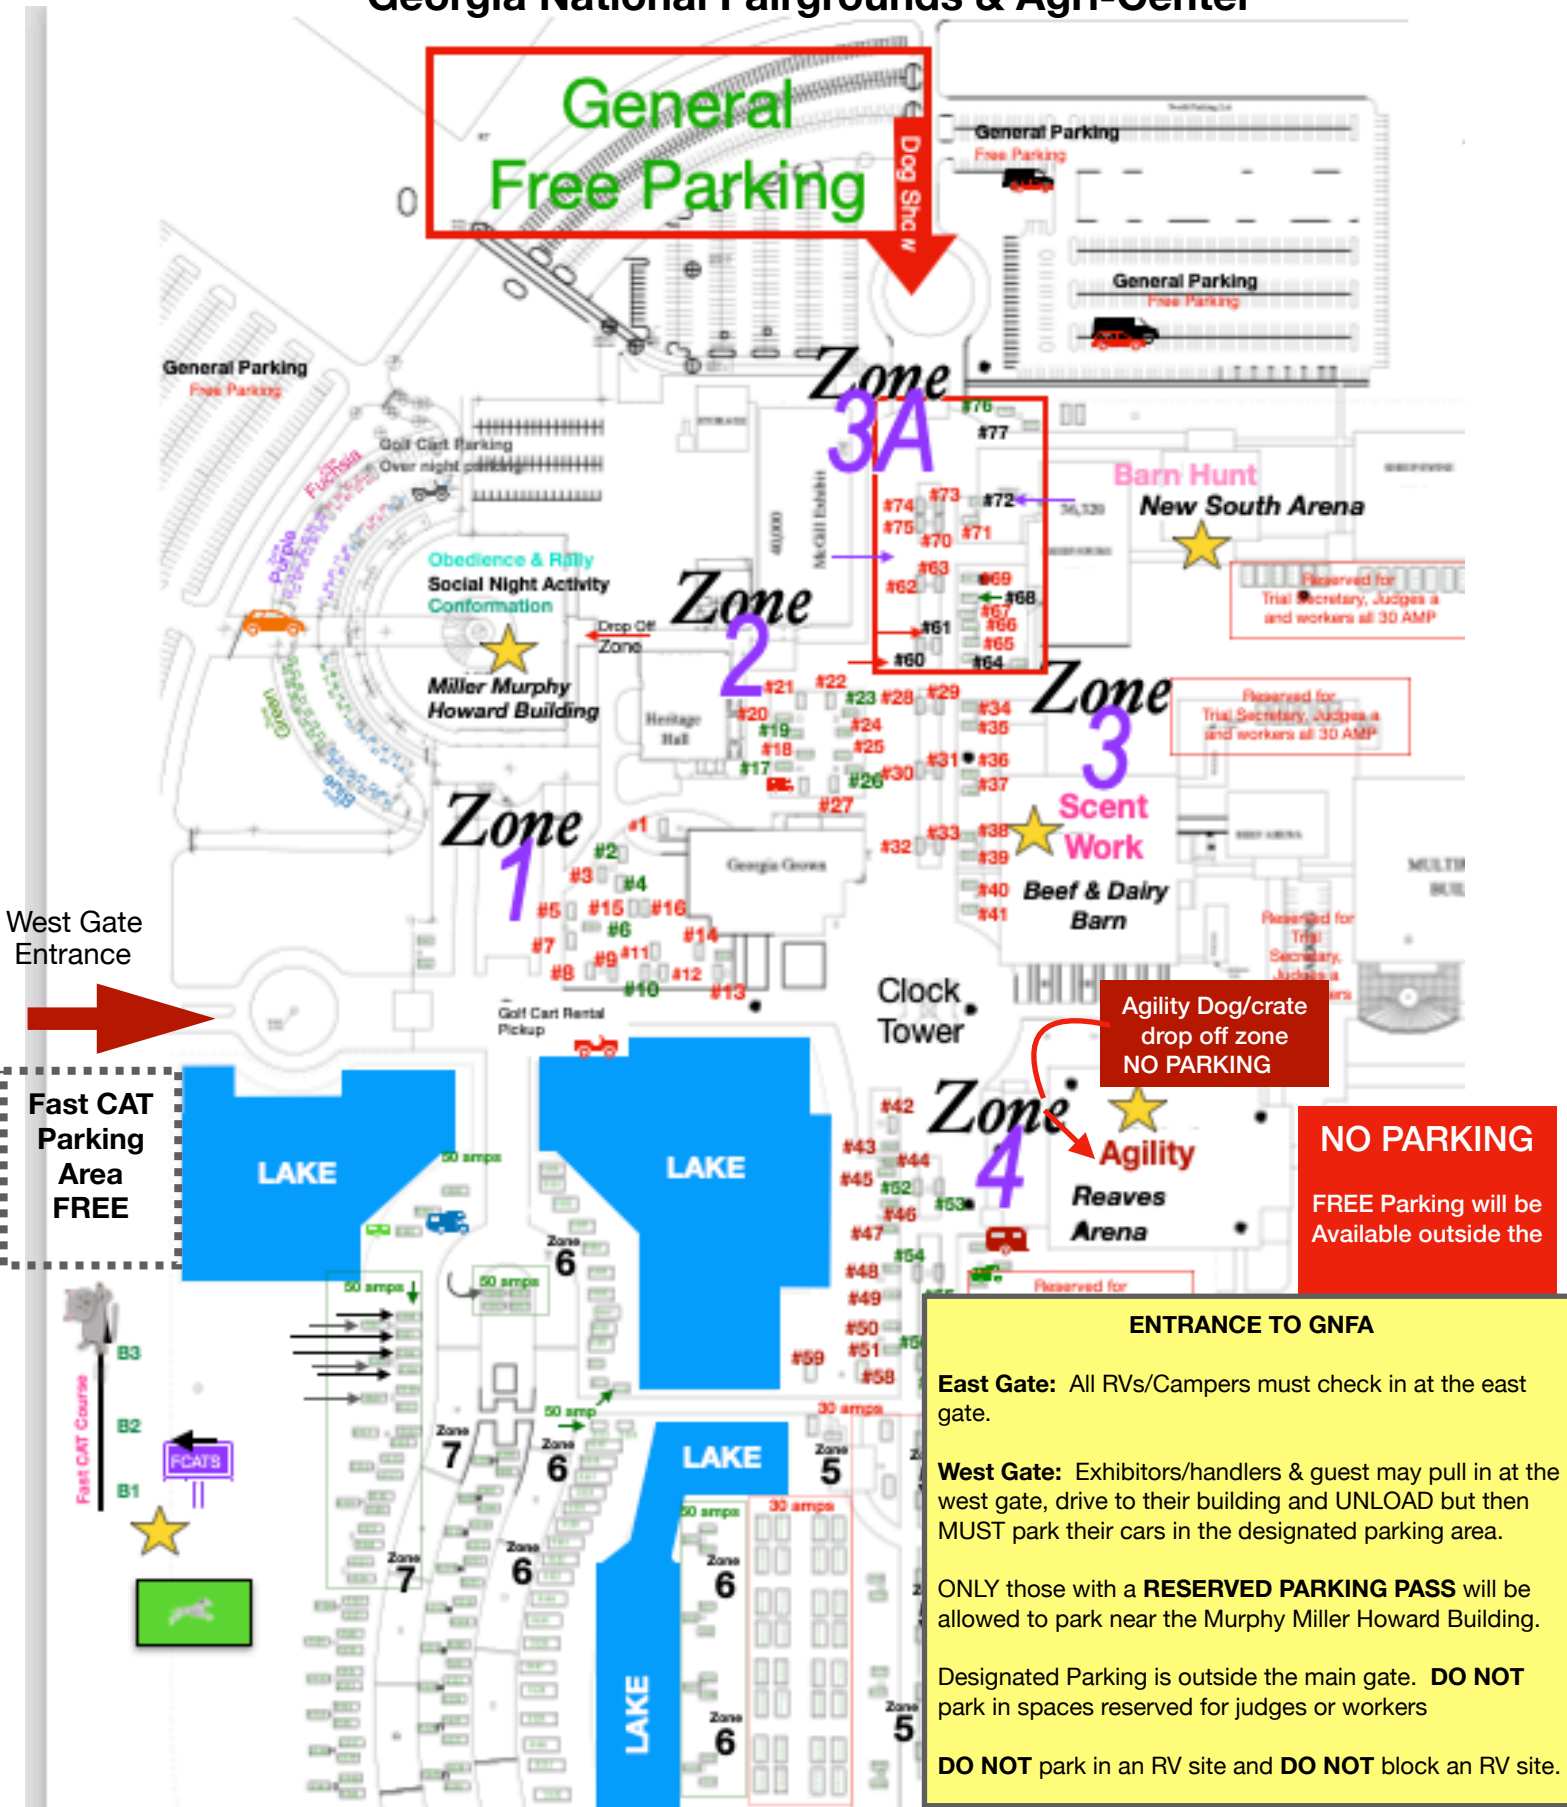 Georgia National Fairgrounds & Agri-Center
General
Free Parking
Dog Show
General Parking
Free Parking
General Parking
Free Parking
General Parking
Free Parking
Golf Cart Parking
Over night parking
Fuchsia
Purple
Green
Blue
Zone
3A
#76
#77
#74
#73
#72
#75
#71
#70
#63
#62
#69
#68
#67
#66
#61
#65
#60
#64
McGill Exhibit
40,000
36,320
Barn Hunt
New South Arena
Reserved for
Trial Secretary, Judges a
and workers all 30 AMP
Obedience & Rally
Social Night Activity
Conformation
Drop Off
Zone
Miller Murphy
Howard Building
Zone
2
Heritage
Hall
#21
#22
#23
#20
#19
#24
#18
#25
#17
#26
#27
#28
#29
#34
#35
#31
#36
#30
#37
#33
#38
#32
#39
#40
#41
Zone
3
Reserved for
Trial Secretary, Judges a
and workers all 30 AMP
Scent
Work
Beef & Dairy
Barn
Reserved for
Trial
Secretary,
Judges a
Zone
1
#1
#2
#3
#4
#5
#15
#16
#6
#7
#14
#11
#9
#8
#12
#10
#13
Georgia Grown
West Gate
Entrance
Golf Cart Rental
Pickup
Clock
Tower
Agility Dog/crate
drop off zone
NO PARKING
Fast CAT
Parking
Area
FREE
LAKE
LAKE
Zone
4
Agility
Reaves
Arena
NO PARKING
FREE Parking will be
Available outside the
#42
#43
#44
#45
#52
#53
#46
#47
#54
#48
#49
#50
#51
#59
#58
Reserved for
50 amps
50 amps
50 amps
Zone
6
B3
B2
B1
Fast CAT Course
FCATS
50 amp
30 amps
Zone
7
Zone
6
LAKE
Zone
5
50 amps
30 amps
Zone
7
Zone
6
Zone
6
LAKE
Zone
6
Zone
5
ENTRANCE TO GNFA
East Gate: All RVs/Campers must check in at the east
gate.
West Gate: Exhibitors/handlers & guest may pull in at the
west gate, drive to their building and UNLOAD but then
MUST park their cars in the designated parking area.
ONLY those with a RESERVED PARKING PASS will be
allowed to park near the Murphy Miller Howard Building.
Designated Parking is outside the main gate. DO NOT
park in spaces reserved for judges or workers
DO NOT park in an RV site and DO NOT block an RV site.